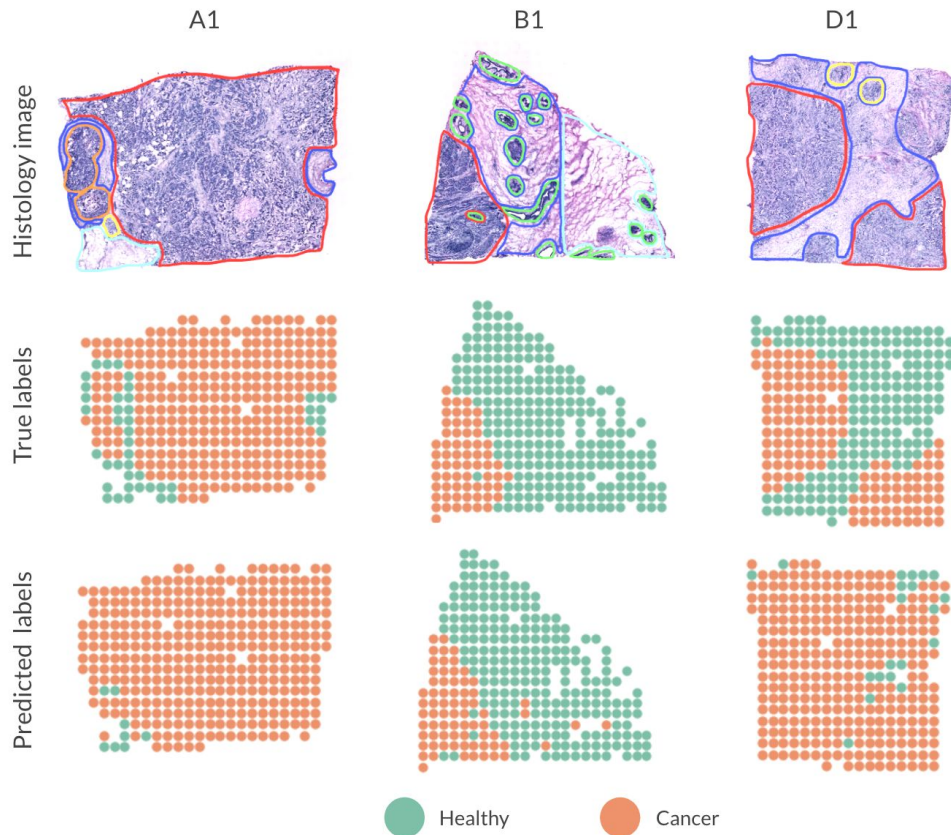 A1
B1
D1
Histology image
True labels
Predicted labels
Healthy
Cancer